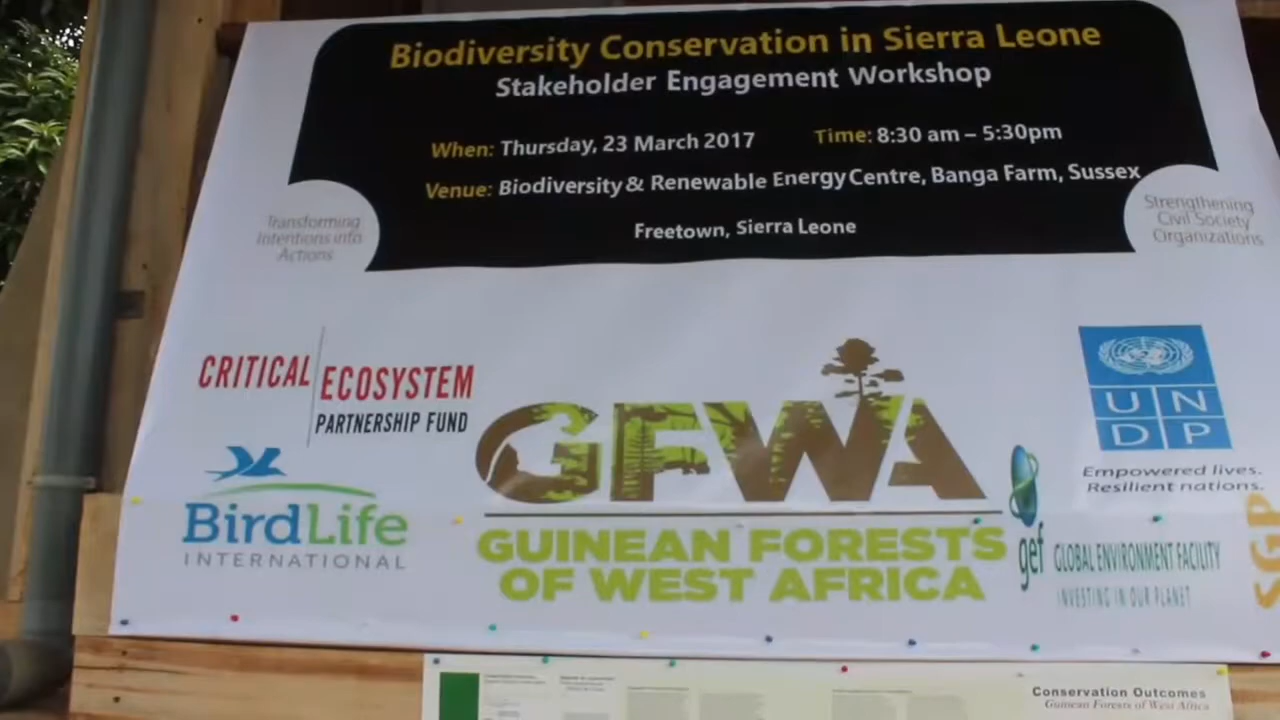 Biodiversity Conservation in Sierra Leone
Stakeholder Engagement Workshop
When: Thursday, 23 March 2017 Time: 8:30 am – 5:30pm
Venue: Biodiversity & Renewable Energy Centre, Banga Farm, Sussex
Freetown, Sierra Leone
Transforming
Intentions into
Actions
Strengthening
Civil Society
Organizations
CRITICAL ECOSYSTEM
PARTNERSHIP FUND
BirdLife
INTERNATIONAL
GFWA
GUINEAN FORESTS
OF WEST AFRICA
U N
D P
Empowered lives.
Resilient nations.
gef GLOBAL ENVIRONMENT FACILITY
INVESTING IN OUR PLANET
SGP
Conservation Outcomes
Guinean Forests of West Africa